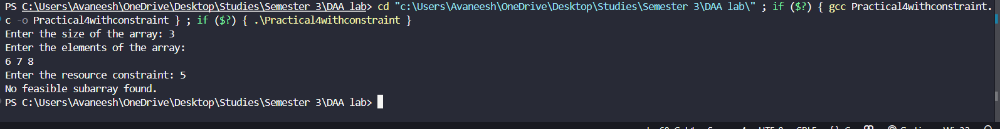 PS C:\Users\Avaneesh\OneDrive\Desktop\Studies\Semester 3\DAA lab> cd "c:\Users\Avaneesh\OneDrive\Desktop\Studies\Semester 3\DAA lab\" ; if ($?) { gcc Practical4withconstraint.
c -o Practical4withconstraint } ; if ($?) { .\Practical4withconstraint }
Enter the size of the array: 3
Enter the elements of the array:
6 7 8
Enter the resource constraint: 5
No feasible subarray found.
PS C:\Users\Avaneesh\OneDrive\Desktop\Studies\Semester 3\DAA lab>